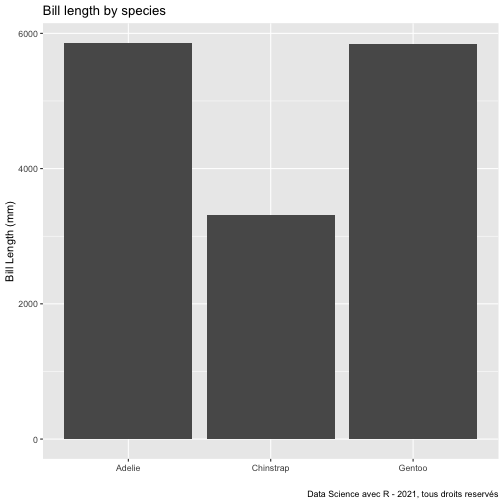 Bill length by species
6000
4000
2000
0
Bill Length (mm)
Adelie Chinstrap Gentoo
Data Science avec R - 2021, tous droits reservés